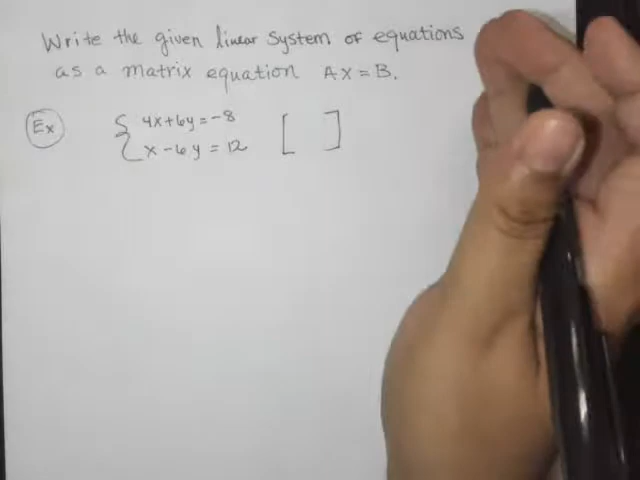 Write the given linear system of equations
as a matrix equation AX = B.
Ex
{ 4x+6y = -8 [ ]
x - 6y = 12